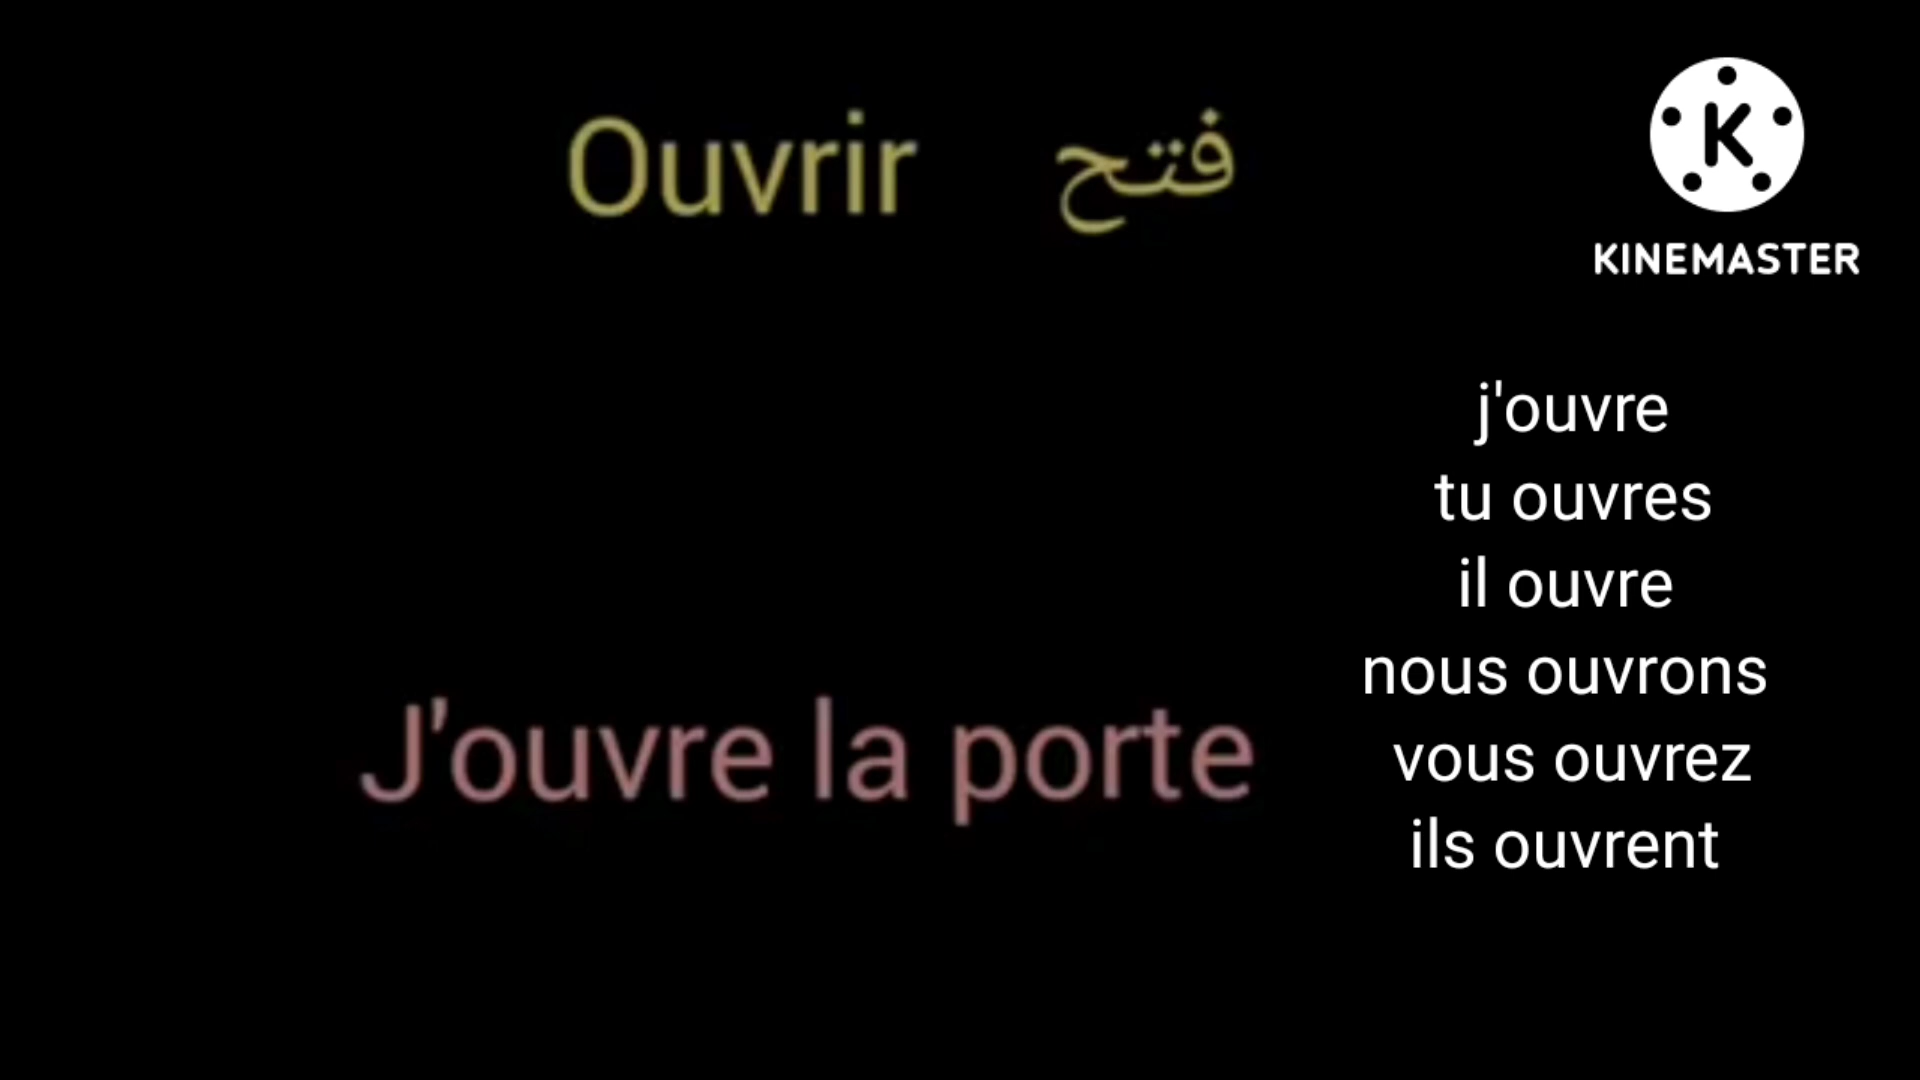 Ouvrir فتح
K
KINEMASTER
j'ouvre
tu ouvres
il ouvre
nous ouvrons
vous ouvrez
ils ouvrent
J'ouvre la porte